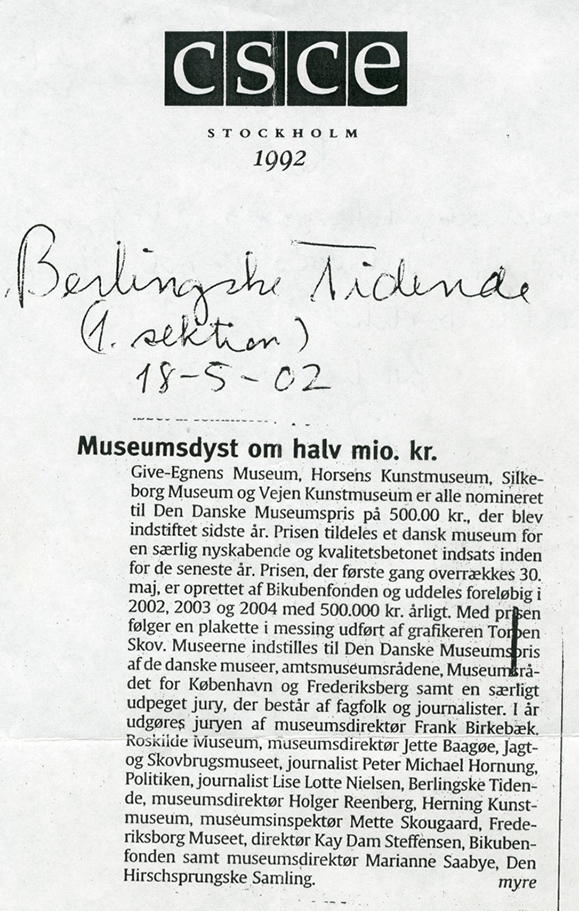 csce
STOCKHOLM
1992
Berlingske Tidende
(1. sektion)
18-5-02
Museumsdyst om halv mio. kr.
Give-Egnens Museum, Horsens Kunstmuseum, Silke-
borg Museum og Vejen Kunstmuseum er alle nomineret
til Den Danske Museumspris på 500.00 kr., der blev
indstiftet sidste år. Prisen tildeles et dansk museum for
en særlig nyskabende og kvalitetsbetonet indsats inden
for de seneste år. Prisen, der første gang overrækkes 30.
maj, er oprettet af Bikubenfonden og uddeles foreløbig i
2002, 2003 og 2004 med 500.000 kr. årligt. Med prisen
følger en plakette i messing udført af grafikeren Torben
Skov. Museerne indstilles til Den Danske Museumspris
af de danske museer, amtsmuseumsrådene, Museumsrå-
det for København og Frederiksberg samt en særligt
udpeget jury, der består af fagfolk og journalister. I år
udgøres juryen af museumsdirektør Frank Birkebæk.
Roskilde Museum, museumsdirektør Jette Baagøe, Jagt-
og Skovbrugsmuseet, journalist Peter Michael Hornung,
Politiken, journalist Lise Lotte Nielsen, Berlingske Tiden-
de, museumsdirektør Holger Reenberg, Herning Kunst-
museum, museumsinspektør Mette Skougaard, Frede-
riksborg Museet, direktør Kay Dam Steffensen, Bikuben-
fonden samt museumsdirektør Marianne Saabye, Den
Hirschsprungske Samling. myre